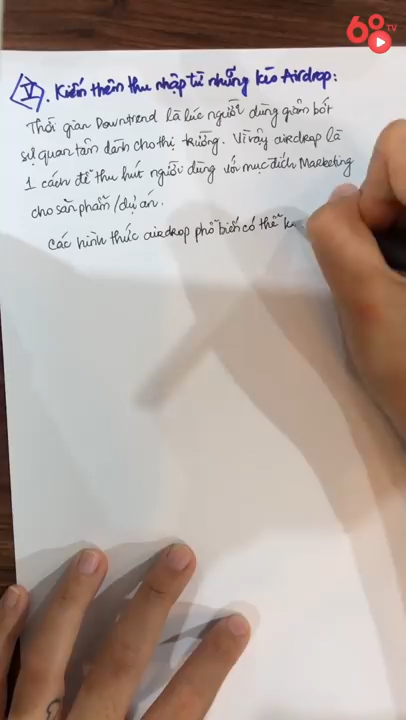 68 TV
V. Kiếm thêm thu nhập từ những kèo Airdrop:
Thời gian Downtrend là lúc người dùng giảm bớt
sự quan tâm dành cho thị trường. Vì vậy airdrop là
1 cách để thu hút người dùng với mục đích Marketing
cho sản phẩm/dự án.
Các hình thức airdrop phổ biến có thể